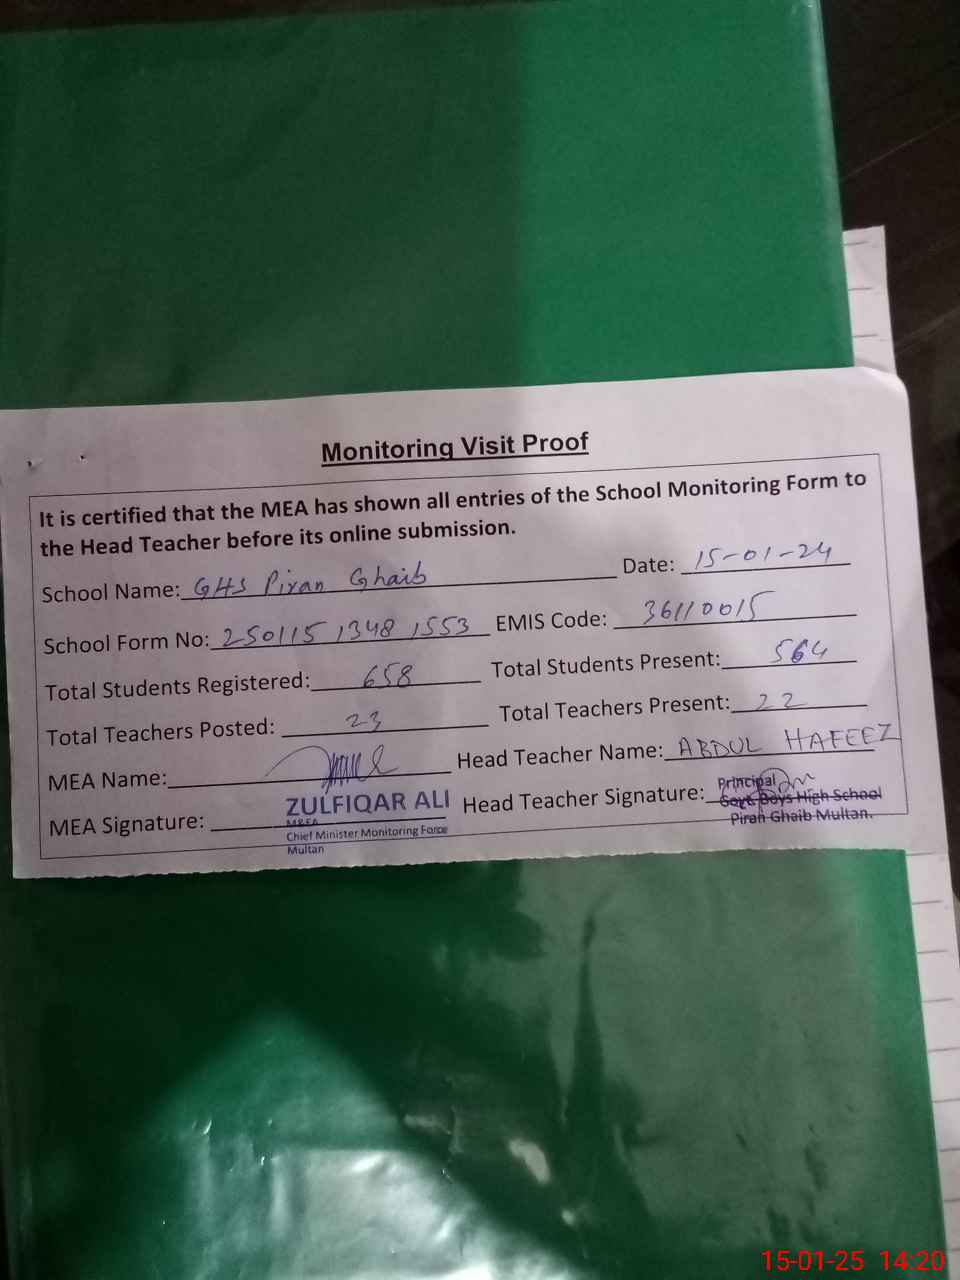 Monitoring Visit Proof
It is certified that the MEA has shown all entries of the School Monitoring Form to
the Head Teacher before its online submission.
School Name: GHS Piran Ghaib Date: 15-01-24
School Form No: 250115 1348 1553 EMIS Code: 36110015
Total Students Registered: 658 Total Students Present: 564
Total Teachers Posted: 23 Total Teachers Present: 22
MEA Name: Head Teacher Name: ABDUL HAFEEZ
MEA Signature: Head Teacher Signature:
ZULFIQAR ALI
M&EA
Chief Minister Monitoring Force
Multan
Principal
Govt. Boys High School
Pirah Ghaib Multan.
15-01-25 14:20